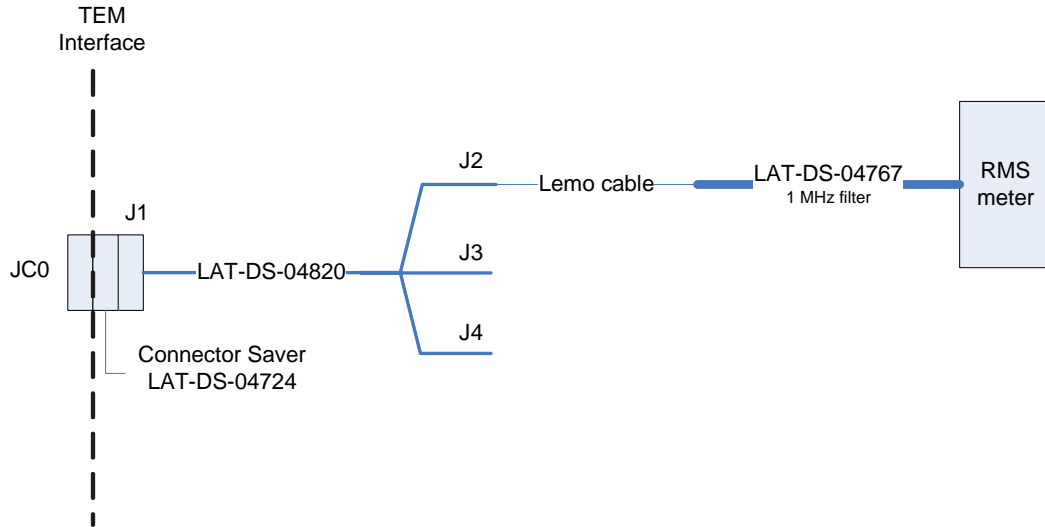 TEM
Interface
J1
JC0
LAT-DS-04820
Connector Saver
LAT-DS-04724
J2
J3
J4
Lemo cable
LAT-DS-04767
1 MHz filter
RMS
meter